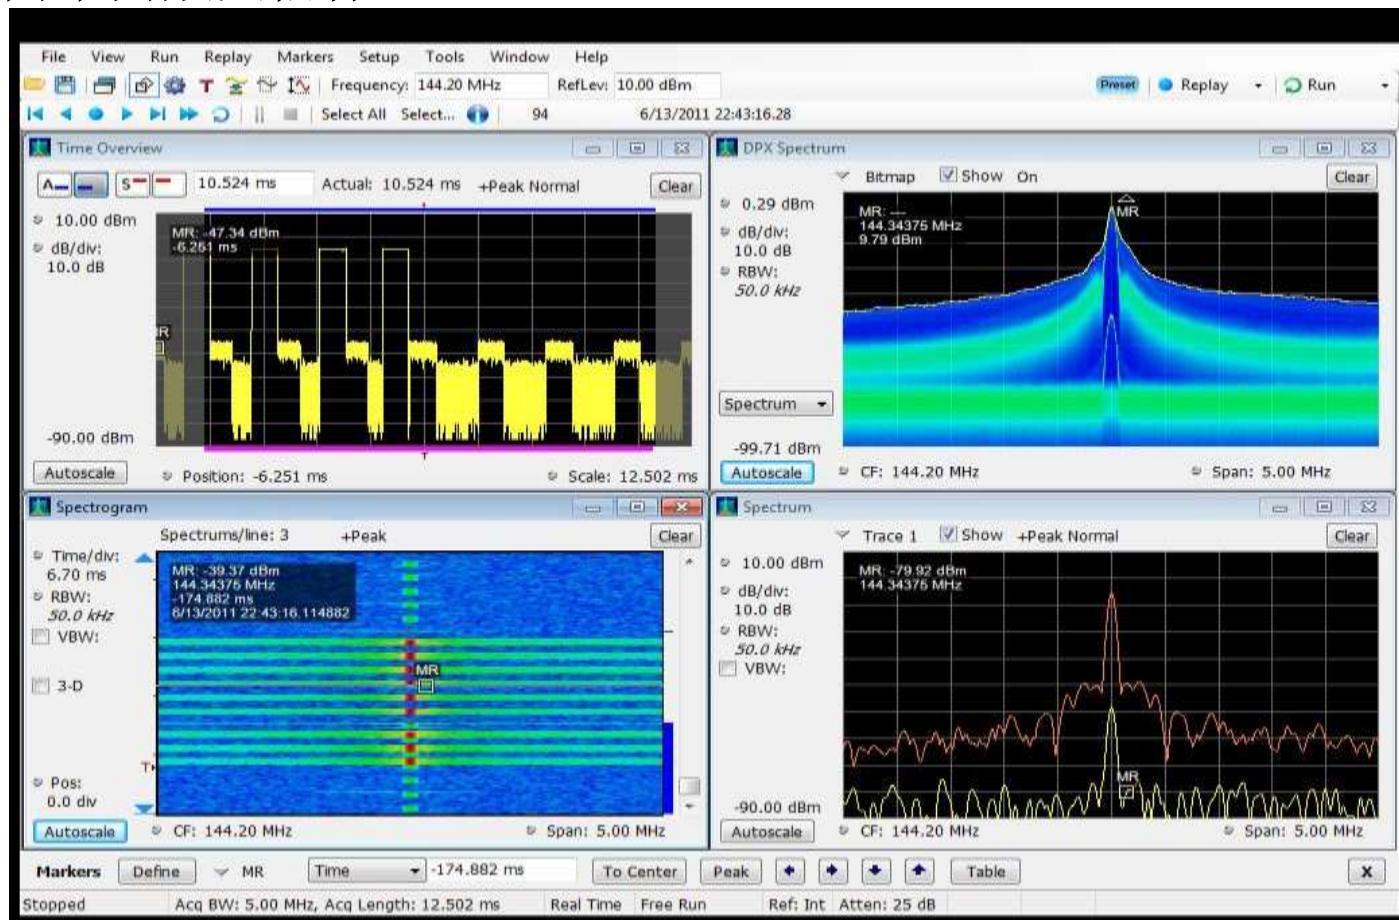 File View Run Replay Markers Setup Tools Window Help
T Frequency: 144.20 MHz RefLev: 10.00 dBm Preset Replay Run
Select All Select... 94 6/13/2011 22:43:16.28
Time Overview
A S 10.524 ms Actual: 10.524 ms +Peak Normal Clear
10.00 dBm
dB/div:
10.0 dB
MR: -47.34 dBm
-6.251 ms
MR
-90.00 dBm
T
Autoscale Position: -6.251 ms Scale: 12.502 ms
DPX Spectrum
Bitmap Show On Clear
0.29 dBm
dB/div:
10.0 dB
RBW:
50.0 kHz
MR: ---
144.34375 MHz
9.79 dBm
MR
Spectrum
-99.71 dBm
Autoscale CF: 144.20 MHz Span: 5.00 MHz
Spectrogram
Spectrums/line: 3 +Peak Clear
Time/div:
6.70 ms
RBW:
50.0 kHz
VBW:
3-D
MR: -39.37 dBm
144.34375 MHz
-174.882 ms
6/13/2011 22:43:16.114882
MR
T
Pos:
0.0 div
Autoscale CF: 144.20 MHz Span: 5.00 MHz
Spectrum
Trace 1 Show +Peak Normal Clear
10.00 dBm
dB/div:
10.0 dB
RBW:
50.0 kHz
VBW:
MR: -79.92 dBm
144.34375 MHz
MR
-90.00 dBm
Autoscale CF: 144.20 MHz Span: 5.00 MHz
Markers Define MR Time -174.882 ms To Center Peak Table X
Stopped Acq BW: 5.00 MHz, Acq Length: 12.502 ms Real Time Free Run Ref: Int Atten: 25 dB